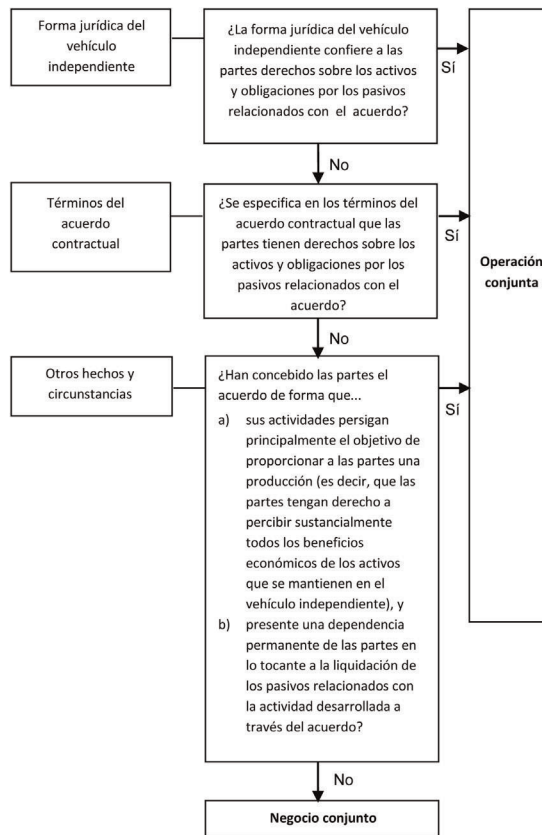 Forma jurídica del
vehículo
independiente
¿La forma jurídica del vehículo
independiente confiere a las
partes derechos sobre los activos
y obligaciones por los pasivos
relacionados con el acuerdo?
Sí
No
Términos del
acuerdo
contractual
¿Se especifica en los términos del
acuerdo contractual que las
partes tienen derechos sobre los
activos y obligaciones por los
pasivos relacionados con el
acuerdo?
Sí
Operación
conjunta
No
Otros hechos y
circunstancias
¿Han concebido las partes el
acuerdo de forma que...
a) sus actividades persigan
principalmente el objetivo de
proporcionar a las partes una
producción (es decir, que las
partes tengan derecho a
percibir sustancialmente
todos los beneficios
económicos de los activos
que se mantienen en el
vehículo independiente), y
b) presente una dependencia
permanente de las partes en
lo tocante a la liquidación de
los pasivos relacionados con
la actividad desarrollada a
través del acuerdo?
Sí
No
Negocio conjunto